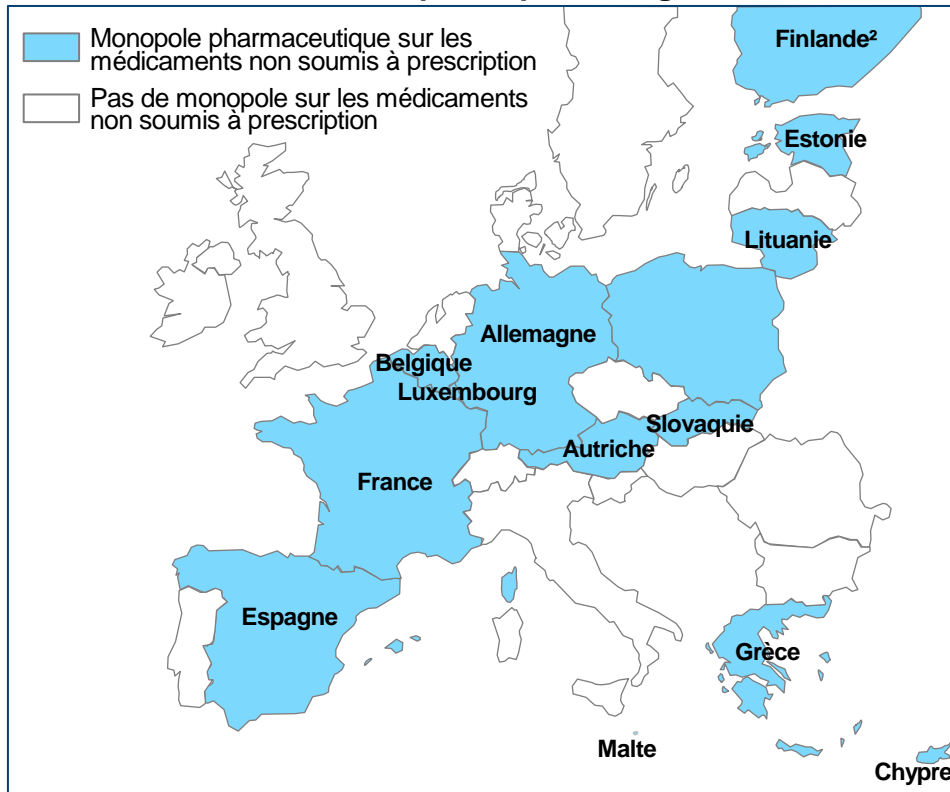 Monopole pharmaceutique sur les
médicaments non soumis à prescription
Pas de monopole sur les médicaments
non soumis à prescription
Finlande²
Estonie
Lituanie
Allemagne
Belgique
Luxembourg
Slovaquie
Autriche
France
Espagne
Grèce
Malte
Chypre